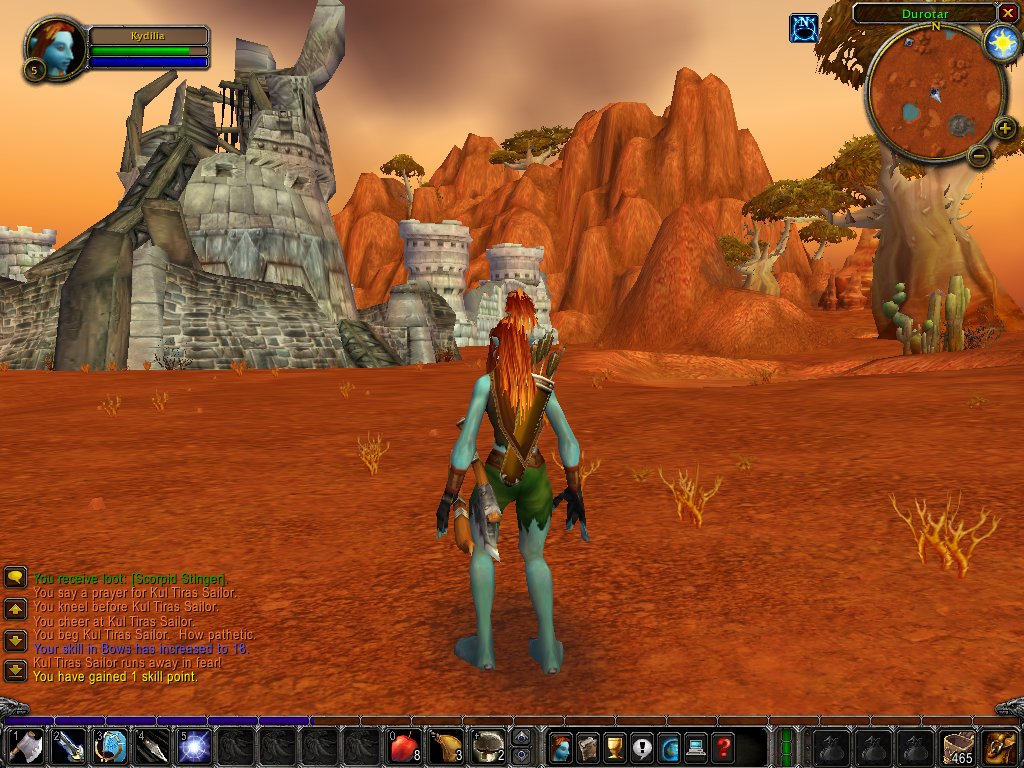 Durotar
N
N
Kydilia
5
You receive loot: [Scorpid Stinger].
You say a prayer for Kul Tiras Sailor.
You kneel before Kul Tiras Sailor.
You cheer at Kul Tiras Sailor.
You beg Kul Tiras Sailor. How pathetic.
Your skill in Bows has increased to 18.
Kul Tiras Sailor runs away in fear!
You have gained 1 skill point.
2 3 4 5 0 8 3 2 465